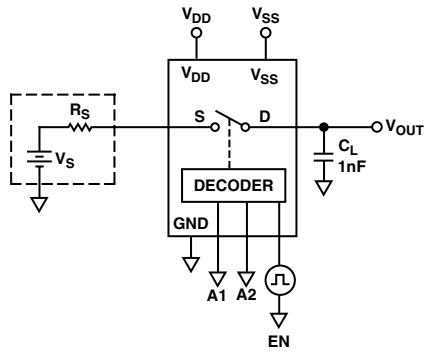 VDD
VSS
VDD
VSS
RS
S
D
VOUT
VS
CL
1nF
DECODER
GND
A1
A2
EN